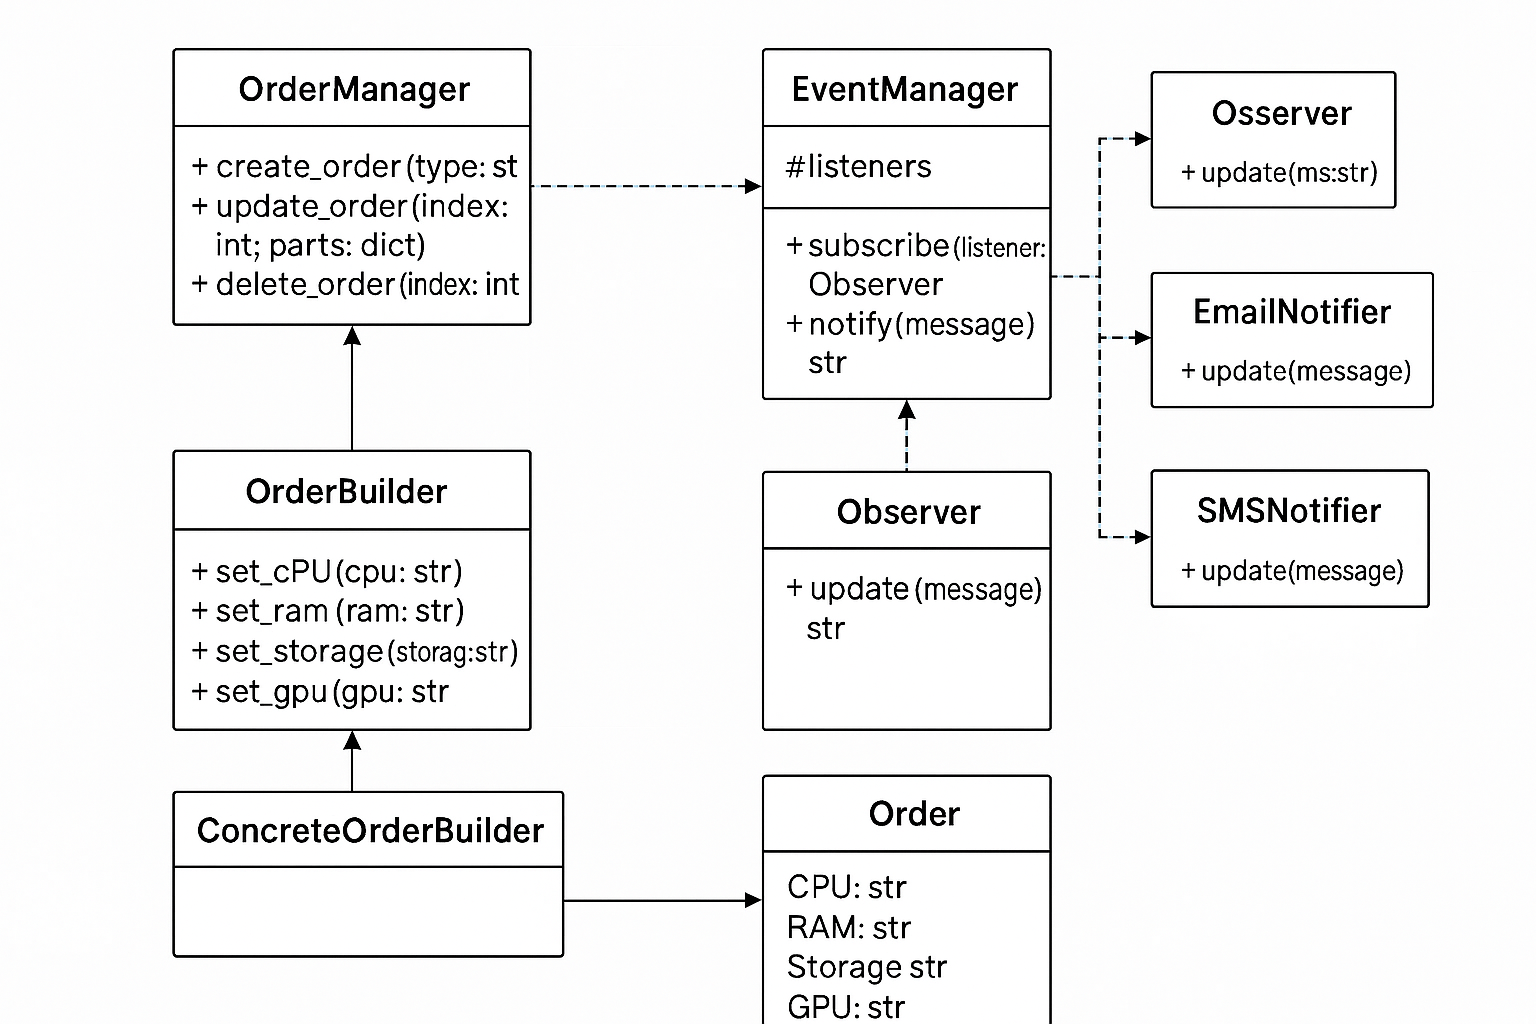 OrderManager
+ create_order(type: st
+ update_order(index:
int; parts: dict)
+ delete_order(index: int
EventManager
#listeners
+ subscribe(listener:
Observer
+ notify(message)
str
Osserver
+ update(ms:str)
EmailNotifier
+ update(message)
SMSNotifier
+ update(message)
OrderBuilder
+ set_cPU(cpu: str)
+ set_ram (ram: str)
+ set_storage(storag:str)
+ set_gpu(gpu: str
Observer
+ update(message)
str
ConcreteOrderBuilder
Order
CPU: str
RAM: str
Storage str
GPU: str